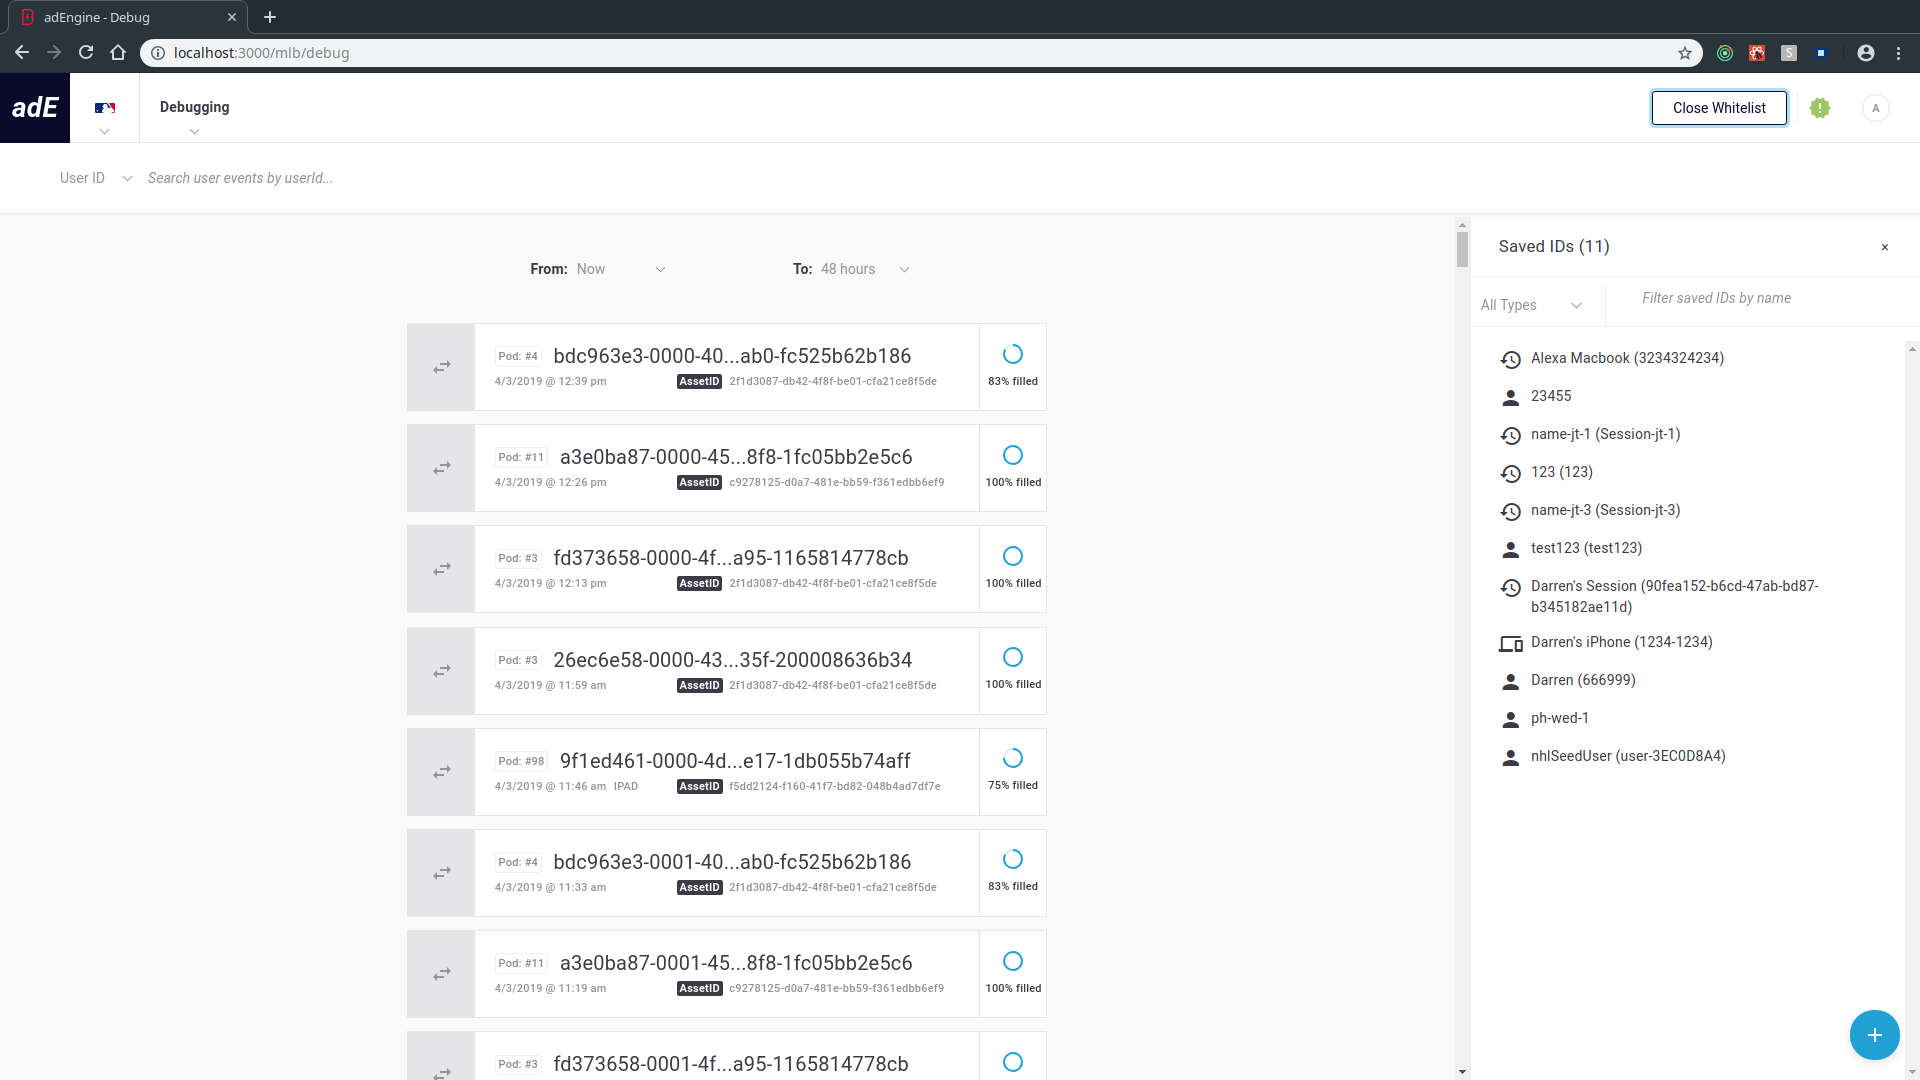 adEngine - Debug
localhost:3000/mlb/debug
adE
Debugging
Close Whitelist
A
User ID
Search user events by userId...
From: Now
To: 48 hours
Pod: #4 bdc963e3-0000-40...ab0-fc525b62b186
4/3/2019 @ 12:39 pm AssetID 2f1d3087-db42-4f8f-be01-cfa21ce8f5de
83% filled
Pod: #11 a3e0ba87-0000-45...8f8-1fc05bb2e5c6
4/3/2019 @ 12:26 pm AssetID c9278125-d0a7-481e-bb59-f361edbb6ef9
100% filled
Pod: #3 fd373658-0000-4f...a95-1165814778cb
4/3/2019 @ 12:13 pm AssetID 2f1d3087-db42-4f8f-be01-cfa21ce8f5de
100% filled
Pod: #3 26ec6e58-0000-43...35f-200008636b34
4/3/2019 @ 11:59 am AssetID 2f1d3087-db42-4f8f-be01-cfa21ce8f5de
100% filled
Pod: #98 9f1ed461-0000-4d...e17-1db055b74aff
4/3/2019 @ 11:46 am IPAD AssetID f5dd2124-f160-41f7-bd82-048b4ad7df7e
75% filled
Pod: #4 bdc963e3-0001-40...ab0-fc525b62b186
4/3/2019 @ 11:33 am AssetID 2f1d3087-db42-4f8f-be01-cfa21ce8f5de
83% filled
Pod: #11 a3e0ba87-0001-45...8f8-1fc05bb2e5c6
4/3/2019 @ 11:19 am AssetID c9278125-d0a7-481e-bb59-f361edbb6ef9
100% filled
Pod: #3 fd373658-0001-4f...a95-1165814778cb
Saved IDs (11)
×
All Types
Filter saved IDs by name
Alexa Macbook (3234324234)
23455
name-jt-1 (Session-jt-1)
123 (123)
name-jt-3 (Session-jt-3)
test123 (test123)
Darren's Session (90fea152-b6cd-47ab-bd87-
b345182ae11d)
Darren's iPhone (1234-1234)
Darren (666999)
ph-wed-1
nhlSeedUser (user-3EC0D8A4)